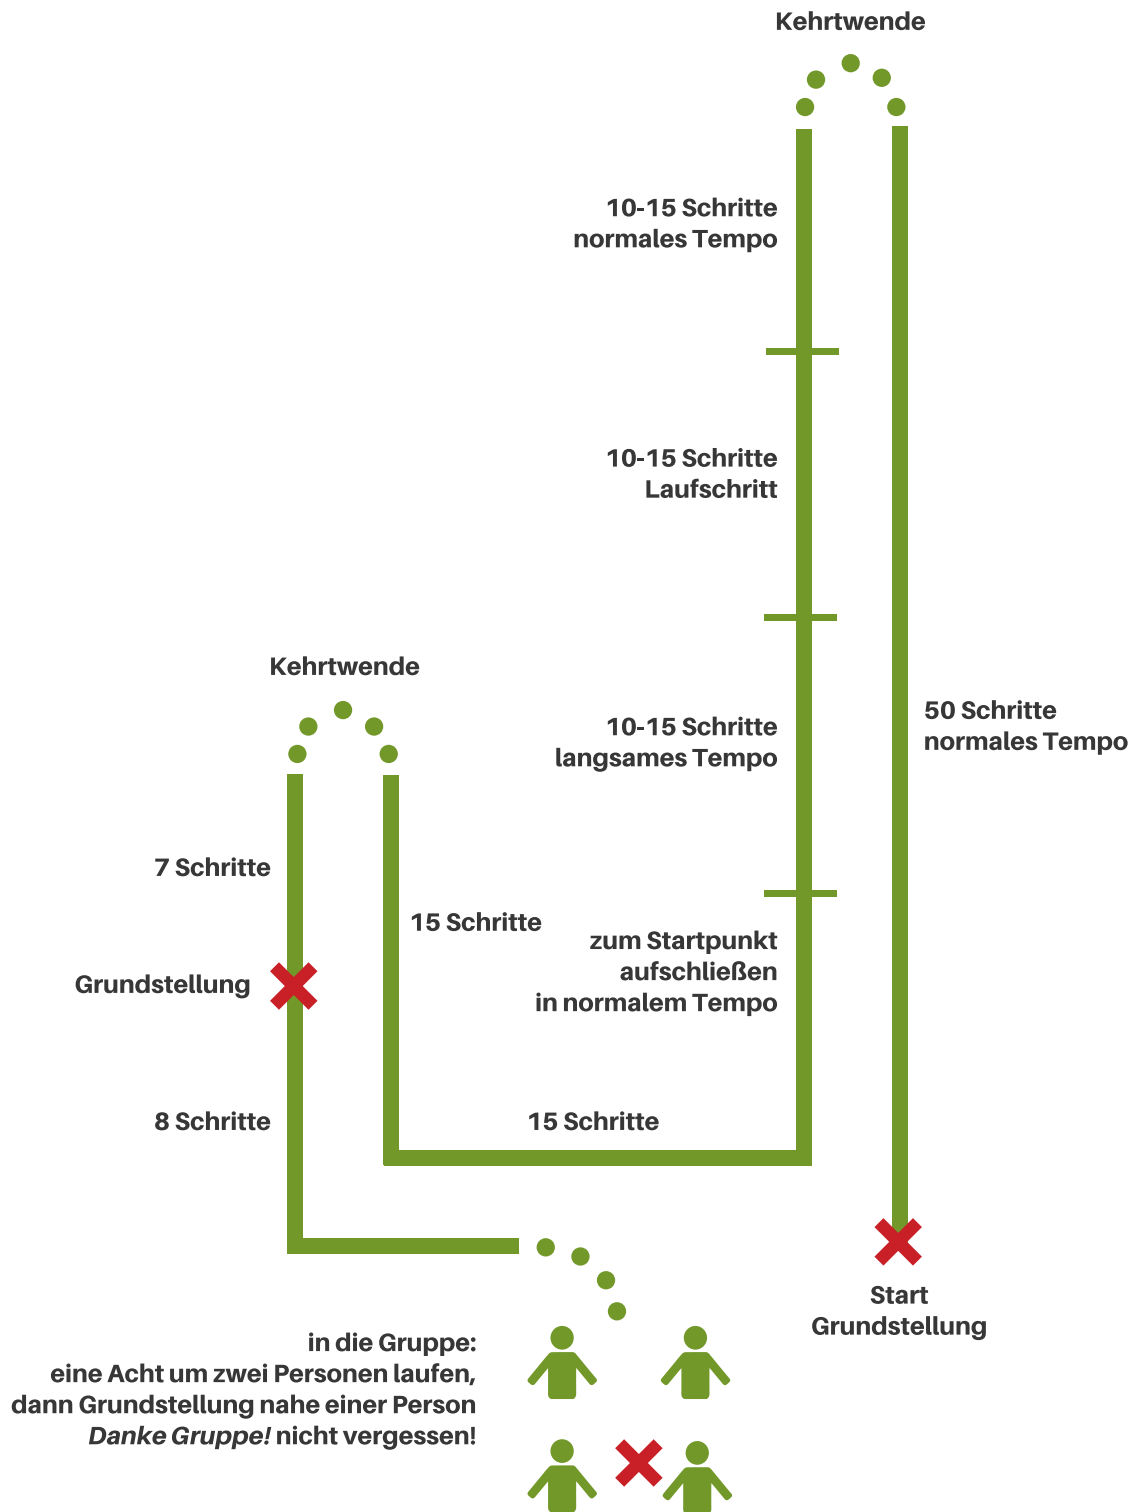 Kehrtwende
10-15 Schritte
normales Tempo
10-15 Schritte
Laufschritt
Kehrtwende
10-15 Schritte
langsames Tempo
50 Schritte
normales Tempo
7 Schritte
15 Schritte
zum Startpunkt
aufschließen
in normalem Tempo
Grundstellung
8 Schritte
15 Schritte
Start
Grundstellung
in die Gruppe:
eine Acht um zwei Personen laufen,
dann Grundstellung nahe einer Person
Danke Gruppe! nicht vergessen!